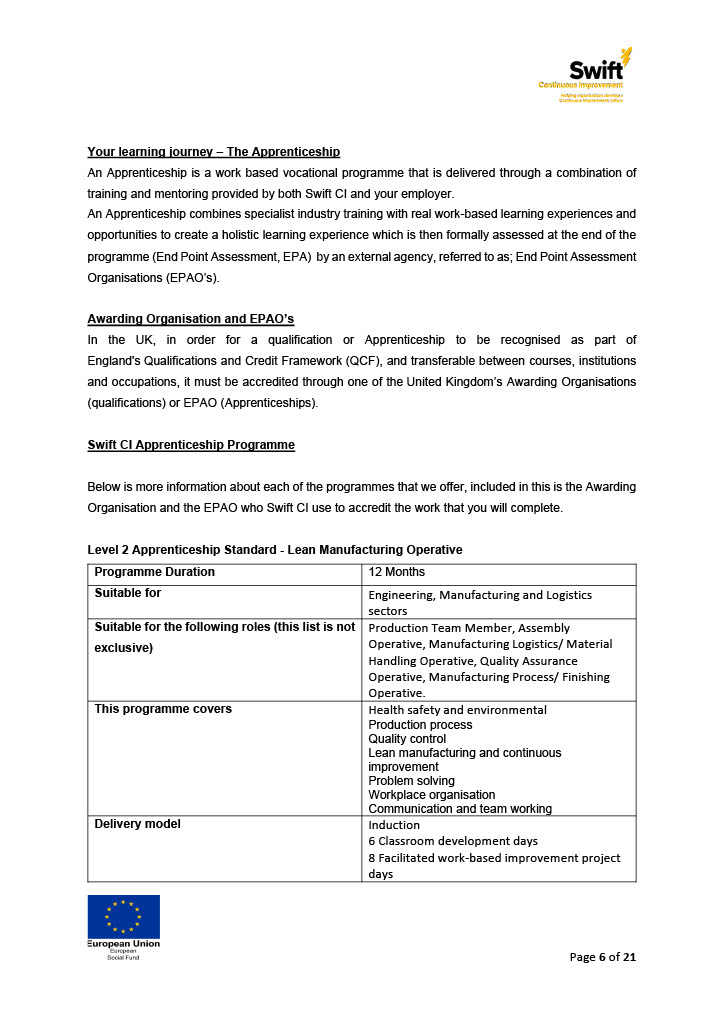 Swift
Continuous Improvement
Helping organisations develop a
Continuous Improvement culture
Your learning journey – The Apprenticeship
An Apprenticeship is a work based vocational programme that is delivered through a combination of
training and mentoring provided by both Swift CI and your employer.
An Apprenticeship combines specialist industry training with real work-based learning experiences and
opportunities to create a holistic learning experience which is then formally assessed at the end of the
programme (End Point Assessment, EPA) by an external agency, referred to as; End Point Assessment
Organisations (EPAO's).
Awarding Organisation and EPAO's
In the UK, in order for a qualification or Apprenticeship to be recognised as part of
England's Qualifications and Credit Framework (QCF), and transferable between courses, institutions
and occupations, it must be accredited through one of the United Kingdom's Awarding Organisations
(qualifications) or EPAO (Apprenticeships).
Swift CI Apprenticeship Programme
Below is more information about each of the programmes that we offer, included in this is the Awarding
Organisation and the EPAO who Swift CI use to accredit the work that you will complete.
Level 2 Apprenticeship Standard - Lean Manufacturing Operative
Programme Duration
12 Months
Suitable for
Engineering, Manufacturing and Logistics
sectors
Suitable for the following roles (this list is not
exclusive)
Production Team Member, Assembly
Operative, Manufacturing Logistics/ Material
Handling Operative, Quality Assurance
Operative, Manufacturing Process/ Finishing
Operative.
This programme covers
Health safety and environmental
Production process
Quality control
Lean manufacturing and continuous
improvement
Problem solving
Workplace organisation
Communication and team working
Delivery model
Induction
6 Classroom development days
8 Facilitated work-based improvement project
days
European Union
European
Social Fund
Page 6 of 21